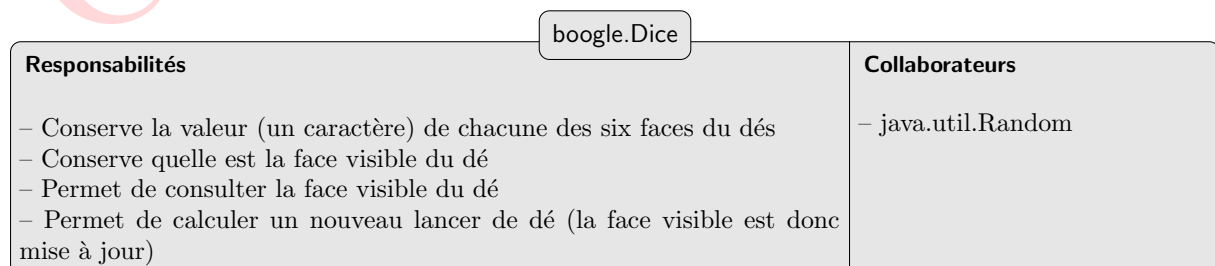 boogle.Dice
Responsabilités
– Conserve la valeur (un caractère) de chacune des six faces du dés
– Conserve quelle est la face visible du dé
– Permet de consulter la face visible du dé
– Permet de calculer un nouveau lancer de dé (la face visible est donc
mise à jour)
Collaborateurs
– java.util.Random